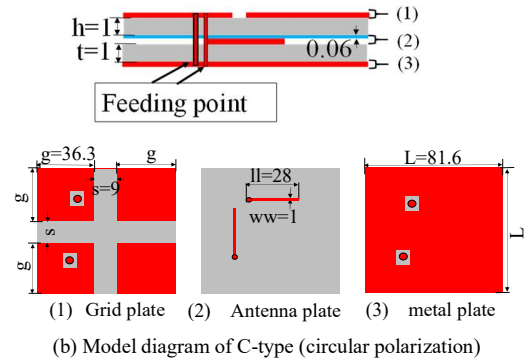 h=1
t=1
0.06
(1)
(2)
(3)
Feeding point
g=36.3
g
s=9
g
s
g
ll=28
ww=1
L=81.6
L
(1) Grid plate
(2) Antenna plate
(3) metal plate
(b) Model diagram of C-type (circular polarization)